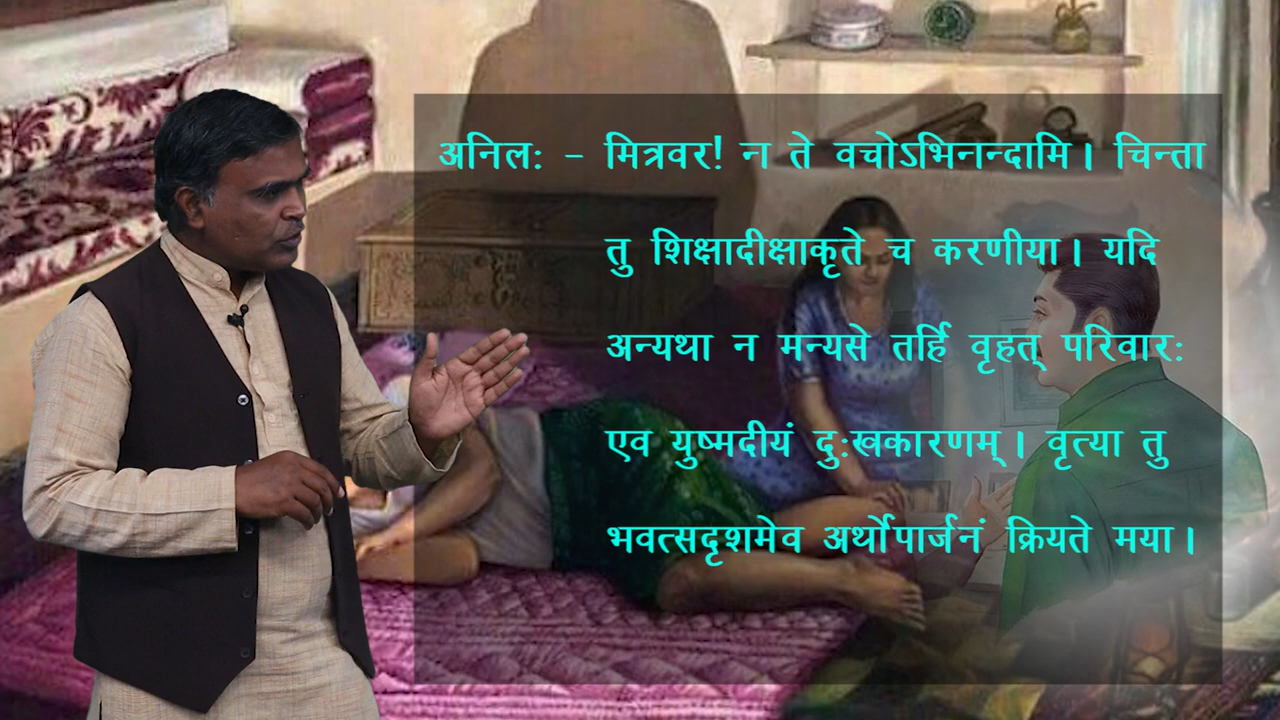 अनिलः - मित्रवर! न ते वचोऽभिनन्दामि। चिन्ता
तु शिक्षादीक्षाकृते च करणीया। यदि
अन्यथा न मन्यसे तर्हि वृहत् परिवारः
एव युष्मदीयं दुःखकारणम्। वृत्या तु
भवत्सदृशमेव अर्थोपार्जनं क्रियते मया।